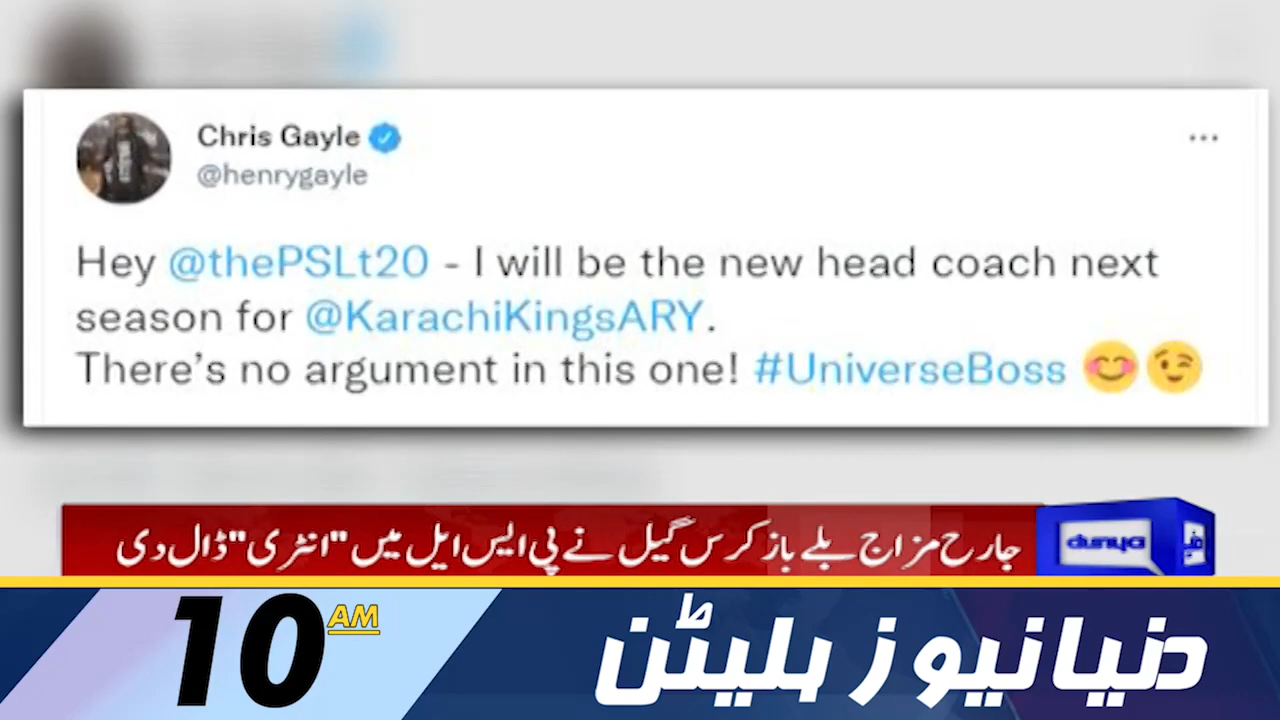 Chris Gayle
@henrygayle
Hey @thePSLt20 - I will be the new head coach next
season for @KarachiKingsARY.
There's no argument in this one! #UniverseBoss 😊😉
جارح مزاج بلے باز کرس گیل نے پی ایس ایل میں "انٹری" ڈال دی
dunya
10 AM
دنیا نیوز بلیٹن